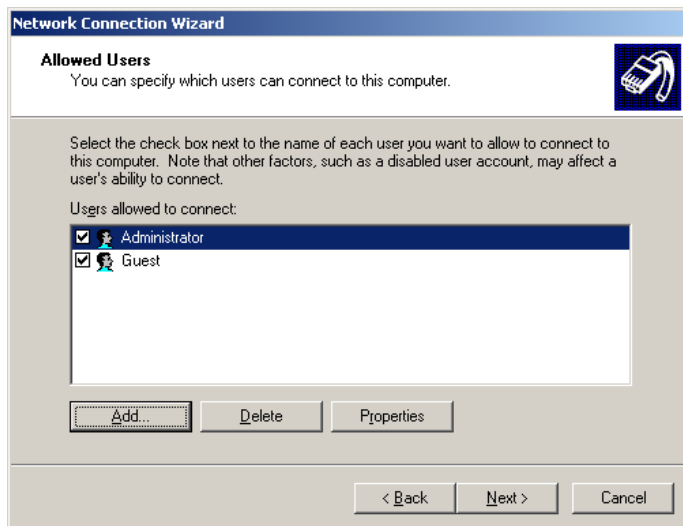 Network Connection Wizard
Allowed Users
You can specify which users can connect to this computer.
Select the check box next to the name of each user you want to allow to connect to
this computer.  Note that other factors, such as a disabled user account, may affect a
user's ability to connect.
Users allowed to connect:
Administrator
Guest
Add... Delete Properties
< Back Next > Cancel